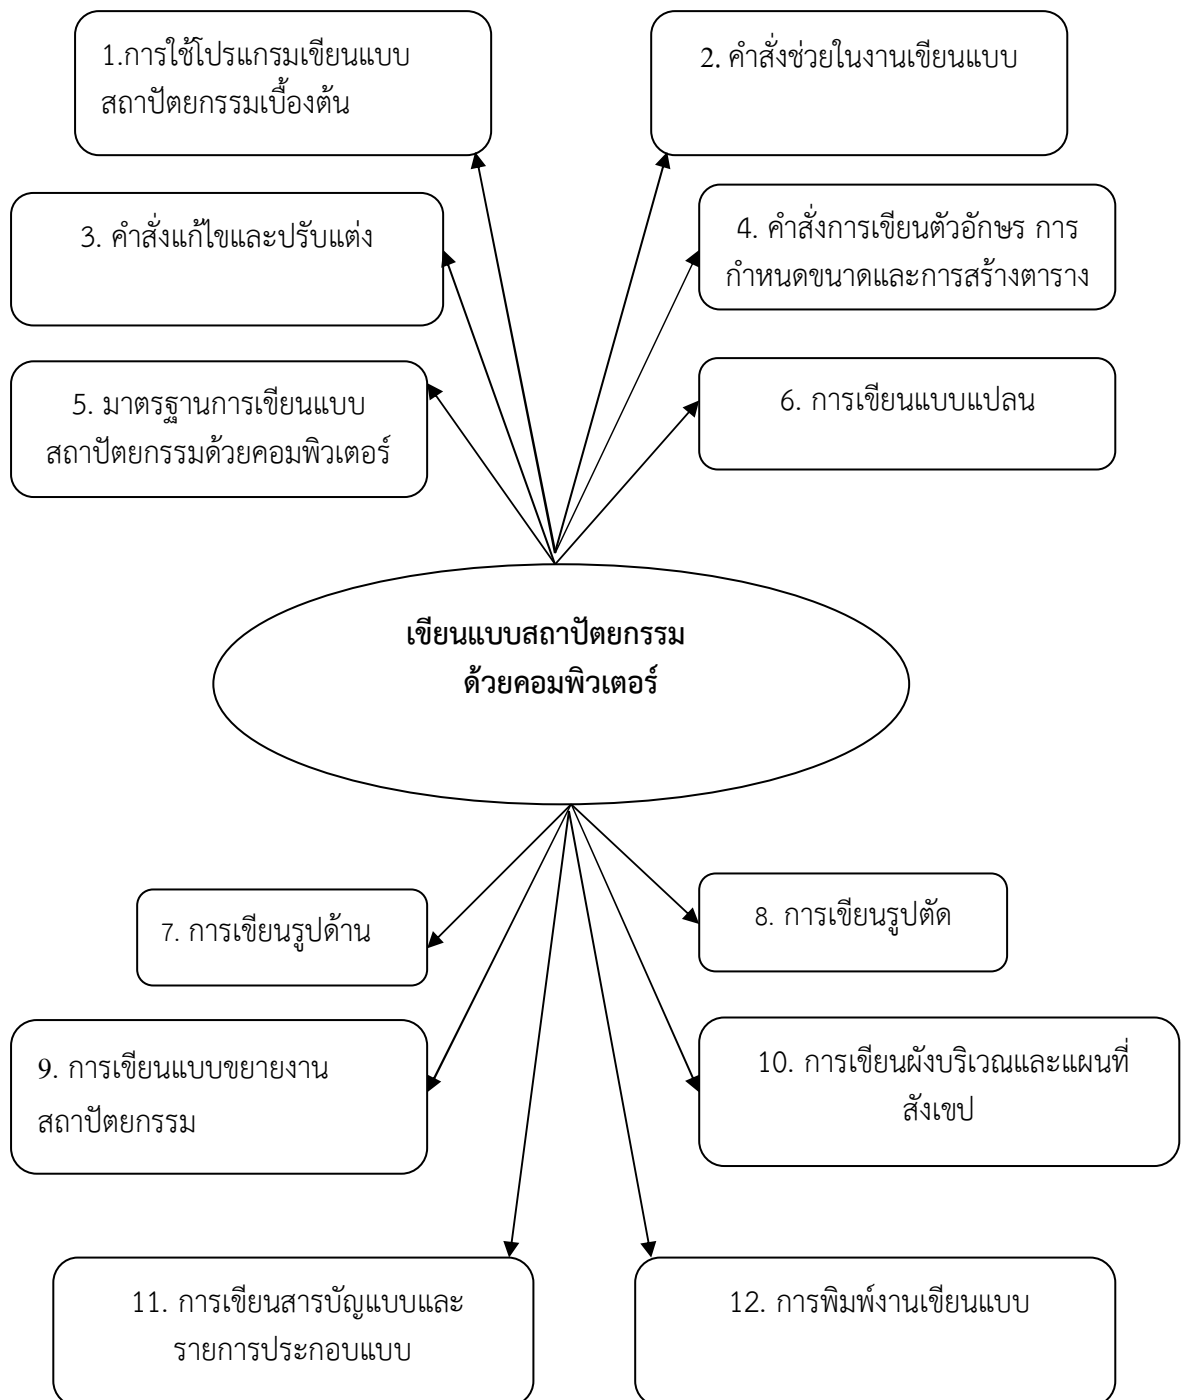 1.การใช้โปรแกรมเขียนแบบ
สถาปัตยกรรมเบื้องต้น
2. คำสั่งช่วยในงานเขียนแบบ
3. คำสั่งแก้ไขและปรับแต่ง
4. คำสั่งการเขียนตัวอักษร การ
กำหนดขนาดและการสร้างตาราง
5. มาตรฐานการเขียนแบบ
สถาปัตยกรรมด้วยคอมพิวเตอร์
6. การเขียนแบบแปลน
เขียนแบบสถาปัตยกรรม
ด้วยคอมพิวเตอร์
7. การเขียนรูปด้าน
8. การเขียนรูปตัด
9. การเขียนแบบขยายงาน
สถาปัตยกรรม
10. การเขียนผังบริเวณและแผนที่
สังเขป
11. การเขียนสารบัญแบบและ
รายการประกอบแบบ
12. การพิมพ์งานเขียนแบบ